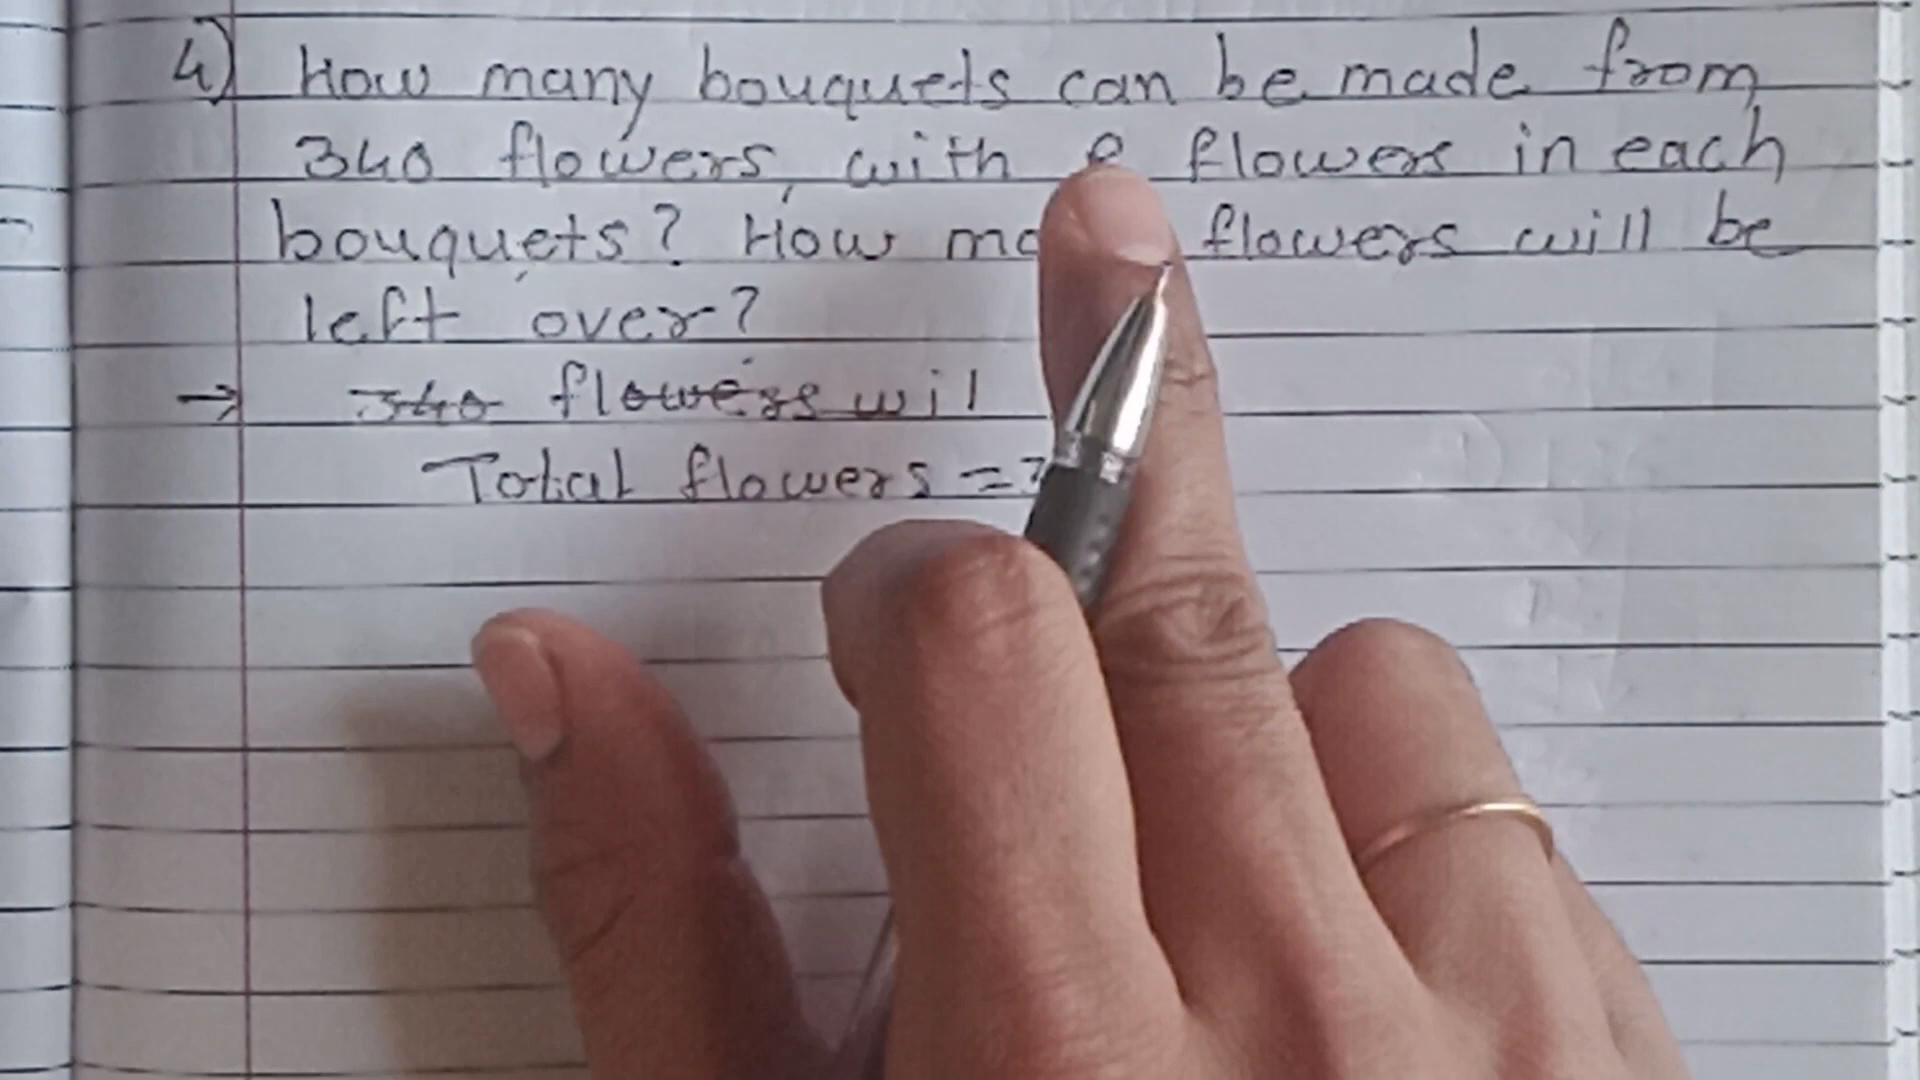 4) How many bouquets can be made from
340 flowers, with flowers in each
bouquets? How flowers will be
left over?
→ 340 flowers wil
Total flowers =